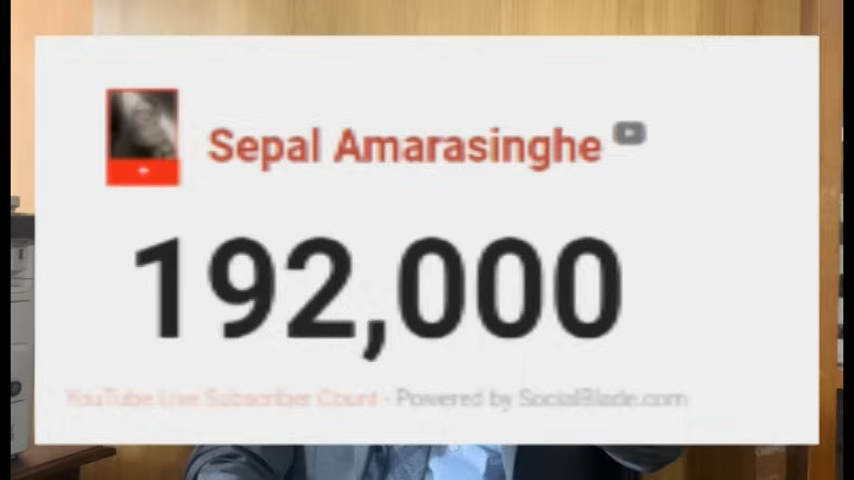 Sepal Amarasinghe
192,000
YouTube Live Subscriber Count - Powered by SocialBlade.com